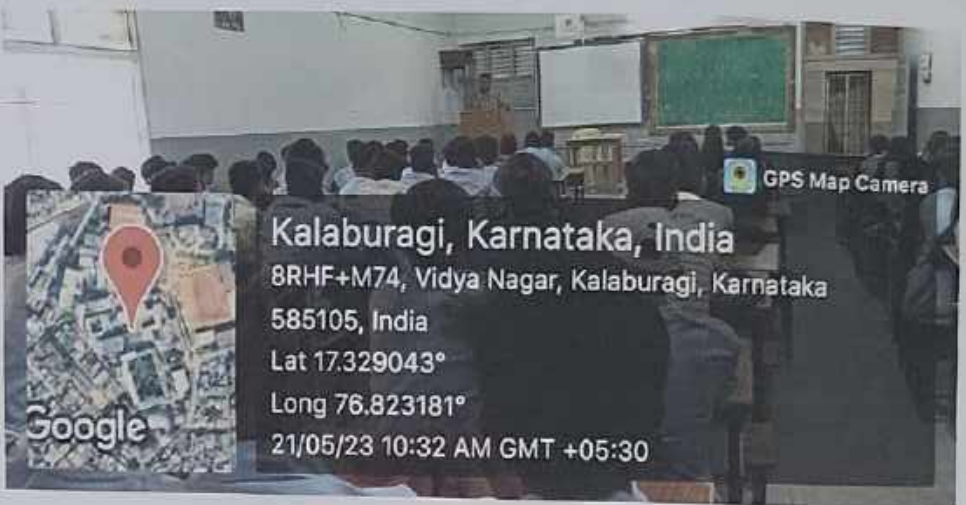 GPS Map Camera
Kalaburagi, Karnataka, India
8RHF+M74, Vidya Nagar, Kalaburagi, Karnataka
585105, India
Lat 17.329043°
Long 76.823181°
21/05/23 10:32 AM GMT +05:30
Google